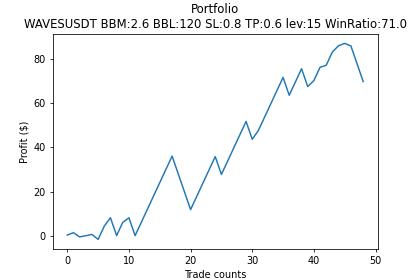 Portfolio
WAVESUSDT BBM:2.6 BBL:120 SL:0.8 TP:0.6 lev:15 WinRatio:71.0
Profit ($)
80
60
40
20
0
0 10 20 30 40 50
Trade counts